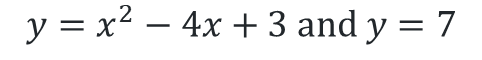 y = x² − 4x + 3 and y = 7